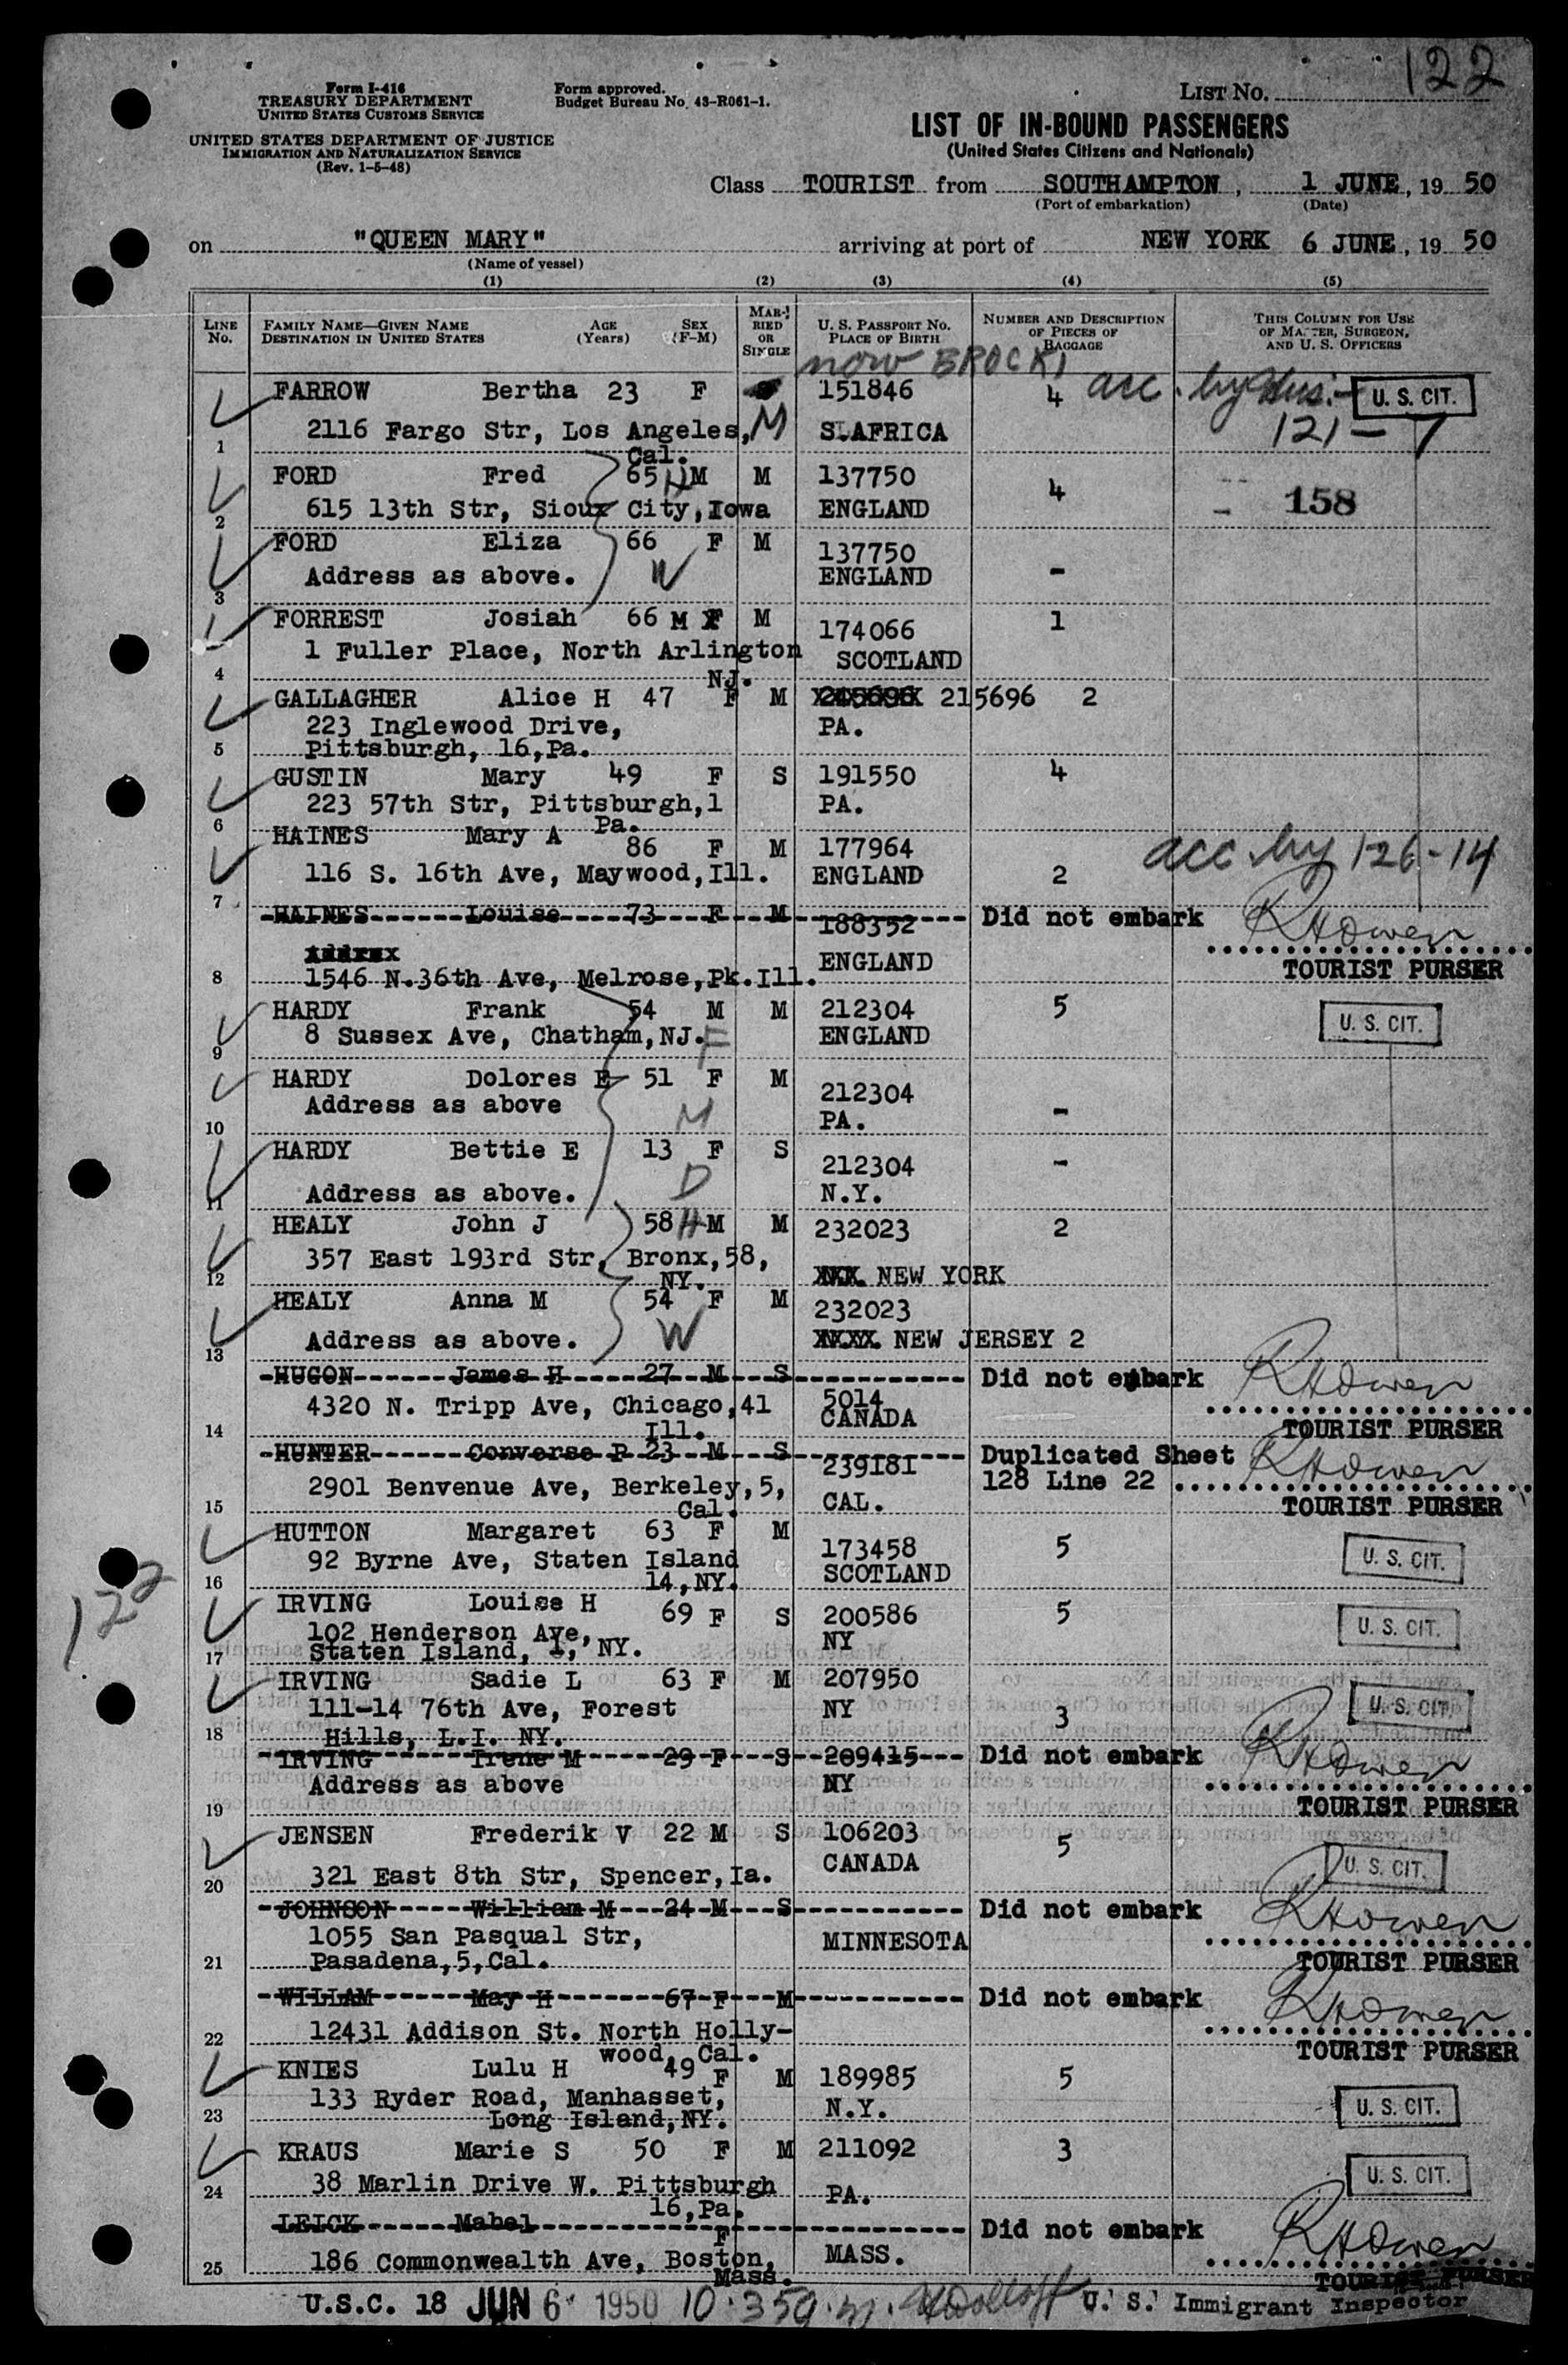 122
Form I-416
TREASURY DEPARTMENT
UNITED STATES CUSTOMS SERVICE
UNITED STATES DEPARTMENT OF JUSTICE
IMMIGRATION AND NATURALIZATION SERVICE
(Rev. 1-5-48)
Form approved.
Budget Bureau No. 43-R061-1.
LIST NO.
LIST OF IN-BOUND PASSENGERS
(United States Citizens and Nationals)
Class TOURIST from SOUTHAMPTON, 1 JUNE, 19 50
(Port of embarkation) (Date)
on "QUEEN MARY" arriving at port of NEW YORK 6 JUNE, 19 50
(Name of vessel)
(1) (2) (3) (4) (5)
LINE NO.
FAMILY NAME—GIVEN NAME
DESTINATION IN UNITED STATES
AGE (Years)
SEX (F-M)
MARRIED OR SINGLE
U. S. PASSPORT NO.
PLACE OF BIRTH
NUMBER AND DESCRIPTION OF PIECES OF BAGGAGE
THIS COLUMN FOR USE OF MASTER, SURGEON, AND U. S. OFFICERS
now BROCKI
FARROW Bertha 23 F 151846 4 acc. by Hus. - U. S. CIT.
1 2116 Fargo Str, Los Angeles, Cal. M S.AFRICA 121 - 7
FORD Fred 65 H M M 137750 4 - 158
2 615 13th Str, Sioux City, Iowa ENGLAND
FORD Eliza 66 F M 137750
3 Address as above. W ENGLAND -
FORREST Josiah 66 M F M 174066 1
4 1 Fuller Place, North Arlington NJ. SCOTLAND
GALLAGHER Alice H 47 F M 215696 2
223 Inglewood Drive, PA.
5 Pittsburgh, 16, Pa.
GUSTIN Mary 49 F S 191550 4
6 223 57th Str, Pittsburgh, 1 Pa. PA.
HAINES Mary A 86 F M 177964 acc by 126-14
7 116 S. 16th Ave, Maywood, Ill. ENGLAND 2
HAINES Louise 73 F M 188352 Did not embark RHOwen
8 1546 N. 36th Ave, Melrose, Pk. Ill. ENGLAND TOURIST PURSER
HARDY Frank 54 M M 212304 5 U. S. CIT.
9 8 Sussex Ave, Chatham, NJ. F ENGLAND
HARDY Dolores E 51 F M 212304
10 Address as above M PA. -
HARDY Bettie E 13 F S 212304 -
11 Address as above. D N.Y.
HEALY John J 58 H M M 232023 2
12 357 East 193rd Str, Bronx, 58, NY. NEW YORK
HEALY Anna M 54 F M 232023
13 Address as above. W NEW JERSEY 2
HUGON James H 27 M S Did not embark RHOwen
14 4320 N. Tripp Ave, Chicago, 41 Ill. 5014 CANADA TOURIST PURSER
HUNTER Converse P 23 M S 239181 Duplicated Sheet 128 Line 22 RHOwen
15 2901 Benvenue Ave, Berkeley, 5, Cal. CAL. TOURIST PURSER
HUTTON Margaret 63 F M 173458 5 U. S. CIT.
16 92 Byrne Ave, Staten Island 14, NY. SCOTLAND
122
IRVING Louise H 69 F S 200586 5 U. S. CIT.
102 Henderson Ave, NY
17 Staten Island, 1, NY.
IRVING Sadie L 63 F M 207950 U. S. CIT.
111-14 76th Ave, Forest NY 3
18 Hills, L.I. NY.
IRVING Irene M 29 F S 209415 Did not embark RHOwen
19 Address as above NY TOURIST PURSER
JENSEN Frederik V 22 M S 106203 5 U. S. CIT.
20 321 East 8th Str, Spencer, Ia. CANADA
JOHNSON William M 24 M S Did not embark RHOwen
1055 San Pasqual Str, MINNESOTA
21 Pasadena, 5, Cal. TOURIST PURSER
WILLAM May H 67 F M Did not embark RHOwen
22 12431 Addison St. North Hollywood, Cal. TOURIST PURSER
KNIES Lulu H 49 F M 189985 5
133 Ryder Road, Manhasset, N.Y. U. S. CIT.
23 Long Island, NY.
KRAUS Marie S 50 F M 211092 3 U. S. CIT.
24 38 Marlin Drive W. Pittsburgh 16, Pa. PA.
LEICK Mabel F Did not embark RHOwen
25 186 Commonwealth Ave, Boston, Mass. MASS. TOURIST PURSER
U.S.C. 18 JUN 6 1950 10.35a.m. U. S. Immigrant Inspector